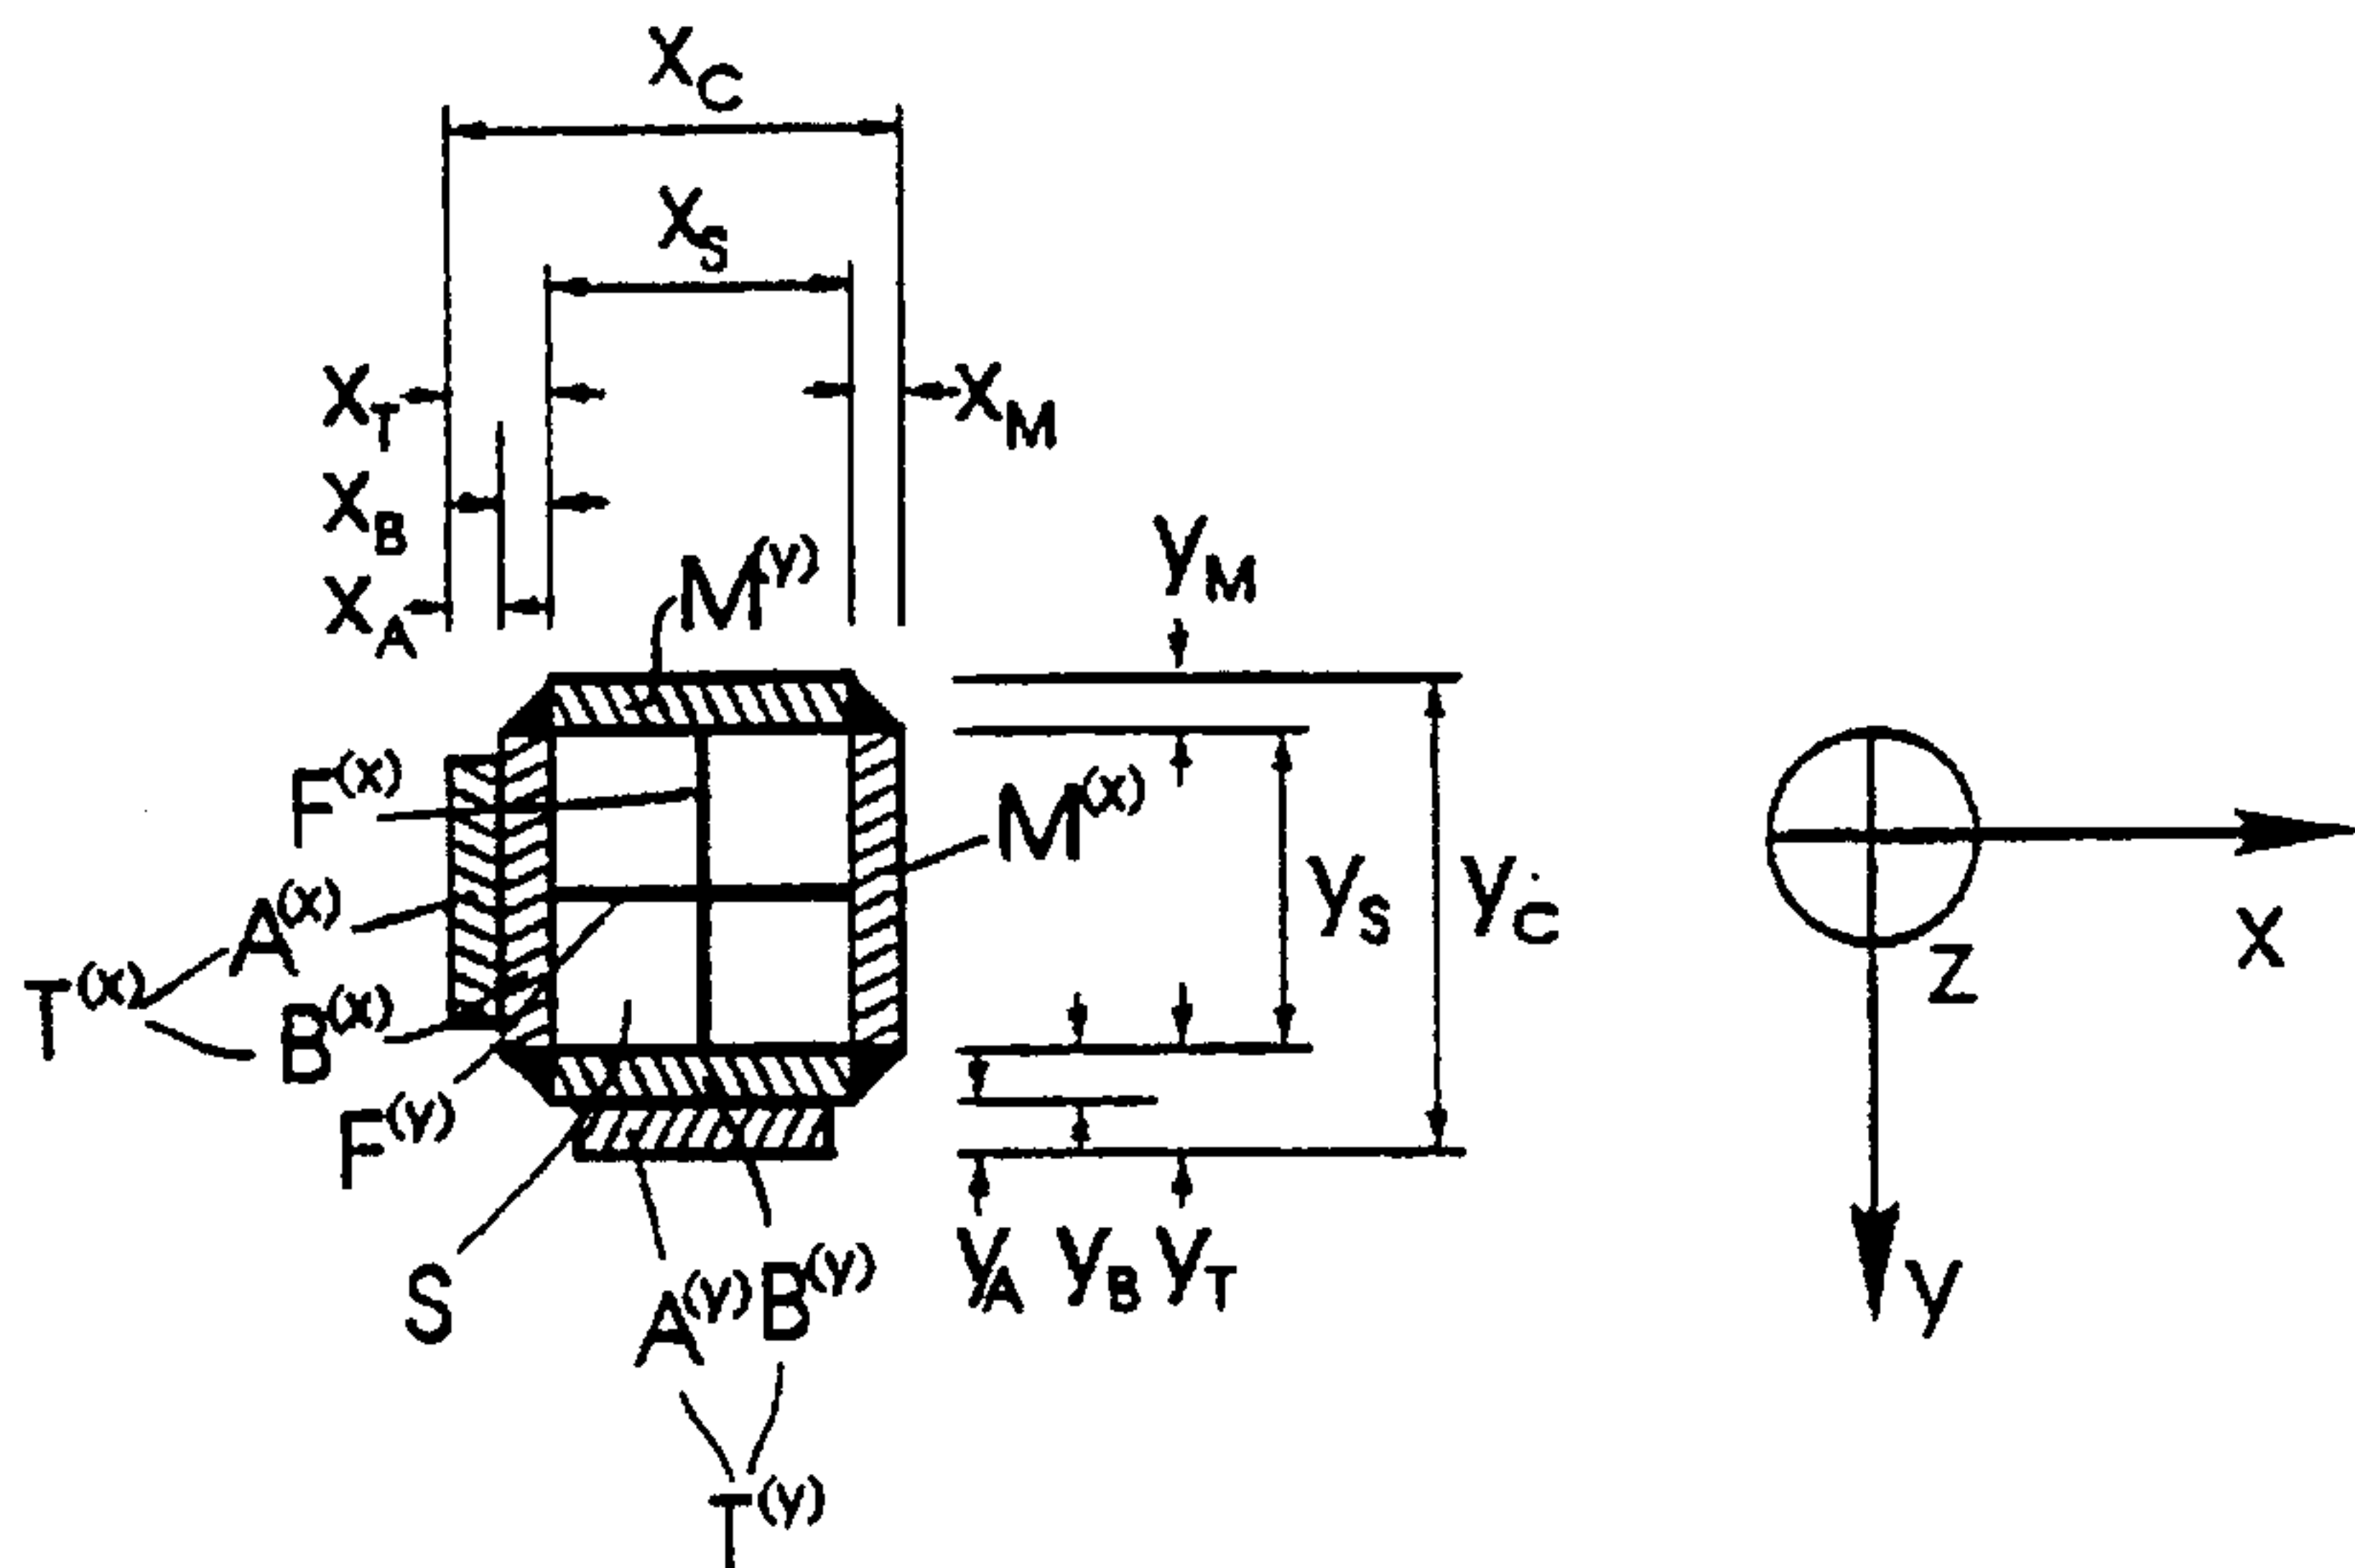 X_C
X_S
X_T
X_M
X_B
X_A
M^(y)
y_M
F^(x)
M^(x)
A^(x)
y_S
y_C
X
T^(x)
B^(x)
Z
F^(y)
S
A^(y) B^(y)
y_A y_B y_T
y
T^(y)